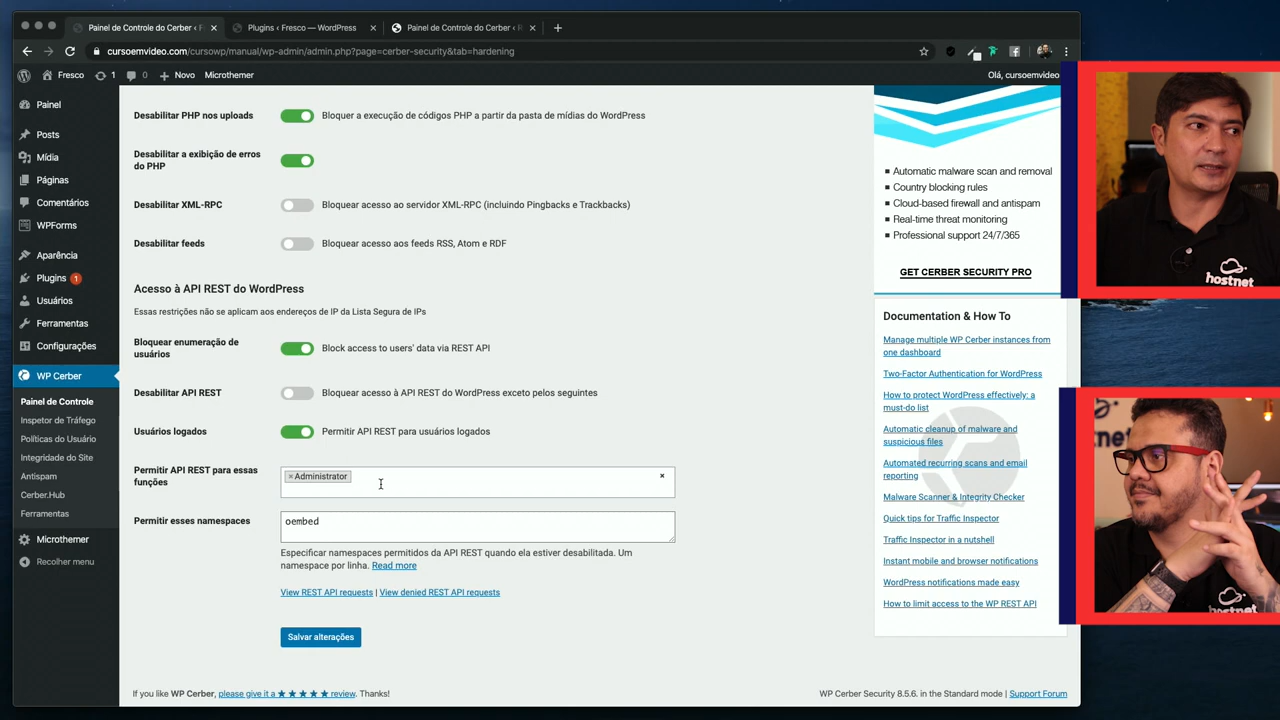 Painel de Controle do Cerber ‹ F
Plugins ‹ Fresco — WordPress
Painel de Controle do Cerber ‹ R
cursoemvideo.com/cursowp/manual/wp-admin/admin.php?page=cerber-security&tab=hardening
Fresco
1
0
Novo
Microthemer
Olá, cursoemvideo
Painel
Posts
Mídia
Páginas
Comentários
WPForms
Aparência
Plugins 1
Usuários
Ferramentas
Configurações
WP Cerber
Painel de Controle
Inspetor de Tráfego
Políticas do Usuário
Integridade do Site
Antispam
Cerber.Hub
Ferramentas
Microthemer
Recolher menu
Desabilitar PHP nos uploads
Bloquer a execução de códigos PHP a partir da pasta de mídias do WordPress
Desabilitar a exibição de erros
do PHP
Desabilitar XML-RPC
Bloquear acesso ao servidor XML-RPC (incluindo Pingbacks e Trackbacks)
Desabilitar feeds
Bloquear acesso aos feeds RSS, Atom e RDF
Acesso à API REST do WordPress
Essas restrições não se aplicam aos endereços de IP da Lista Segura de IPs
Bloquear enumeração de
usuários
Block access to users' data via REST API
Desabilitar API REST
Bloquear acesso à API REST do WordPress exceto pelos seguintes
Usuários logados
Permitir API REST para usuários logados
Permitir API REST para essas
funções
×Administrator
×
Permitir esses namespaces
oembed
Especificar namespaces permitidos da API REST quando ela estiver desabilitada. Um
namespace por linha. Read more
View REST API requests | View denied REST API requests
Salvar alterações
If you like WP Cerber, please give it a ★ ★ ★ ★ ★ review. Thanks!
WP Cerber Security 8.5.6. in the Standard mode | Support Forum
Automatic malware scan and removal
Country blocking rules
Cloud-based firewall and antispam
Real-time threat monitoring
Professional support 24/7/365
GET CERBER SECURITY PRO
Documentation & How To
Manage multiple WP Cerber instances from
one dashboard
Two-Factor Authentication for WordPress
How to protect WordPress effectively: a
must-do list
Automatic cleanup of malware and
suspicious files
Automated recurring scans and email
reporting
Malware Scanner & Integrity Checker
Quick tips for Traffic Inspector
Traffic Inspector in a nutshell
Instant mobile and browser notifications
WordPress notifications made easy
How to limit access to the WP REST API
hostnet
hostnet